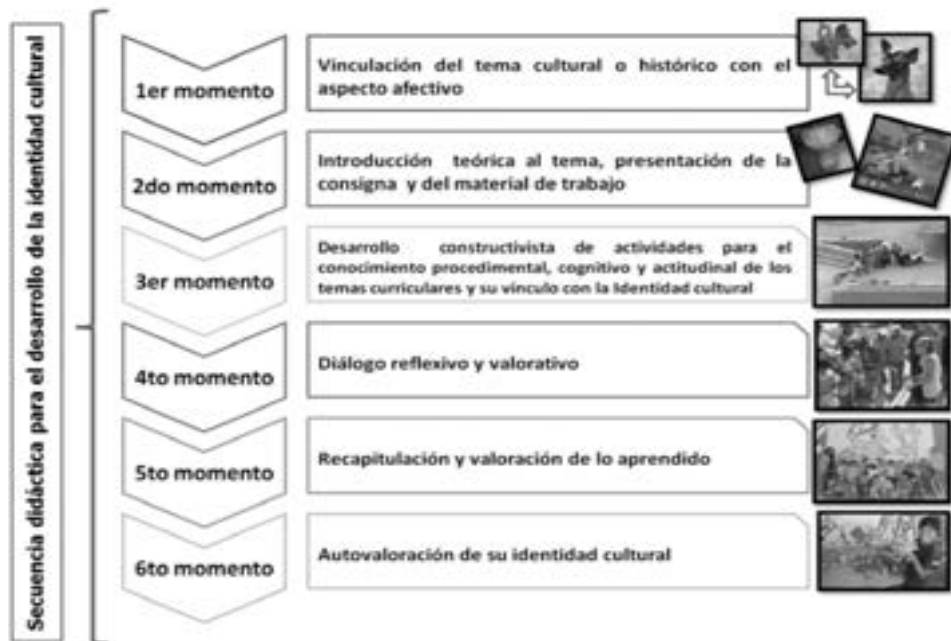 Secuencia didáctica para el desarrollo de la identidad cultural
1er momento
Vinculación del tema cultural o histórico con el
aspecto afectivo
2do momento
Introducción teórica al tema, presentación de la
consigna y del material de trabajo
3er momento
Desarrollo constructivista de actividades para el
conocimiento procedimental, cognitivo y actitudinal de los
temas curriculares y su vínculo con la Identidad cultural
4to momento
Diálogo reflexivo y valorativo
5to momento
Recapitulación y valoración de lo aprendido
6to momento
Autovaloración de su identidad cultural